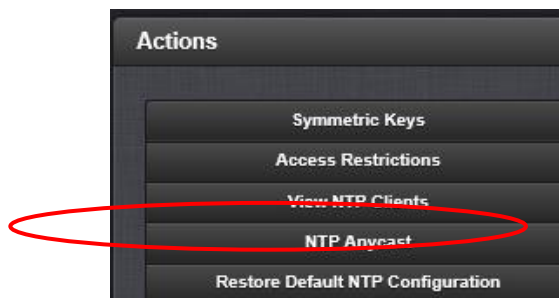 Actions
Symmetric Keys
Access Restrictions
View NTP Clients
NTP Anycast
Restore Default NTP Configuration